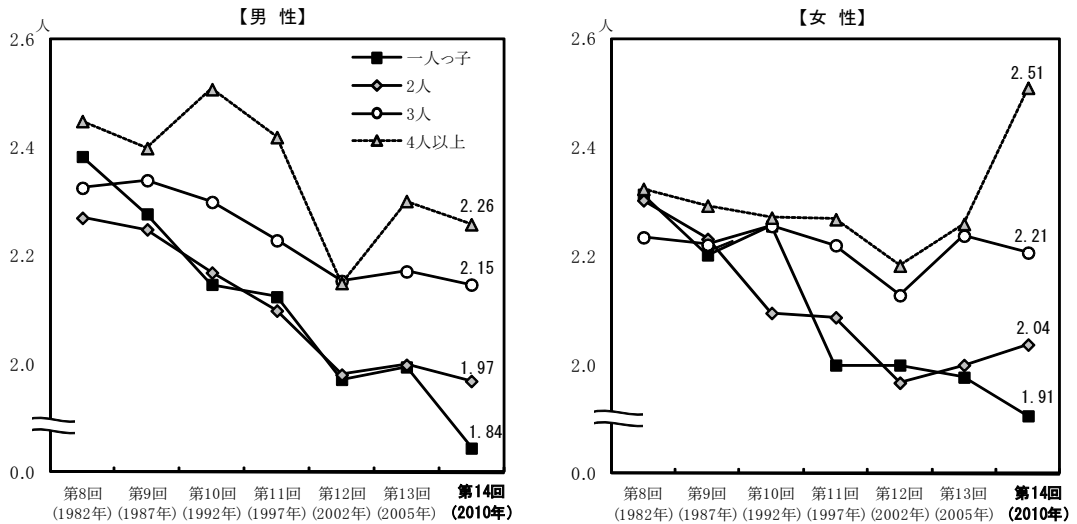 【男 性】
人
2.6
2.4
2.2
2.0
0.0
一人っ子
2人
3人
4人以上
2.26
2.15
1.97
1.84
第8回 第9回 第10回 第11回 第12回 第13回 第14回
(1982年) (1987年) (1992年) (1997年) (2002年) (2005年) (2010年)
【女 性】
人
2.6
2.4
2.2
2.0
0.0
2.51
2.21
2.04
1.91
第8回 第9回 第10回 第11回 第12回 第13回 第14回
(1982年) (1987年) (1992年) (1997年) (2002年) (2005年) (2010年)